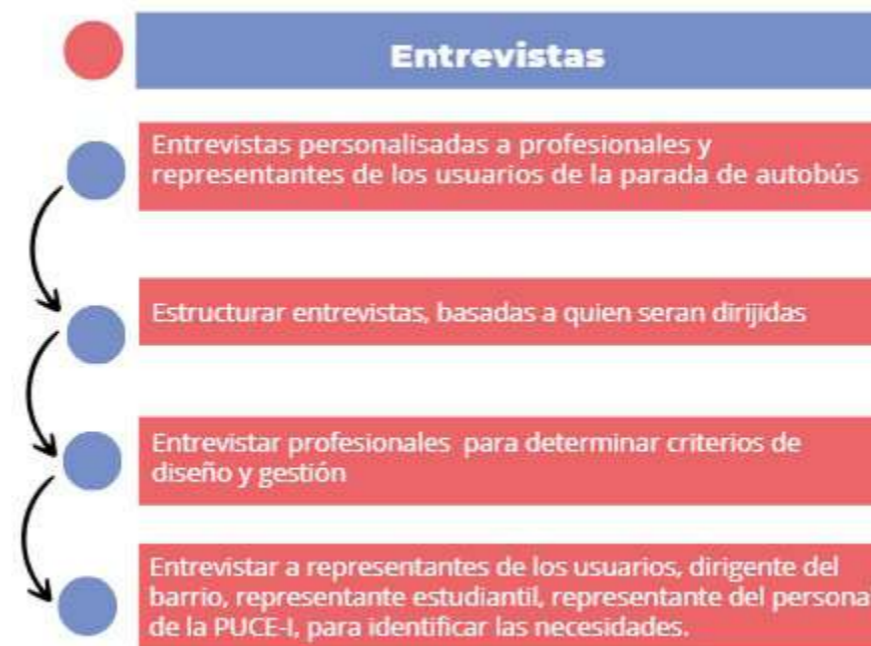 Entrevistas
Entrevistas personalisadas a profesionales y
representantes de los usuarios de la parada de autobús
Estructurar entrevistas, basadas a quien seran dirijidas
Entrevistar profesionales para determinar criterios de
diseño y gestión
Entrevistar a representantes de los usuarios, dirigente del
barrio, representante estudiantil, representante del persona
de la PUCE-I, para identificar las necesidades.